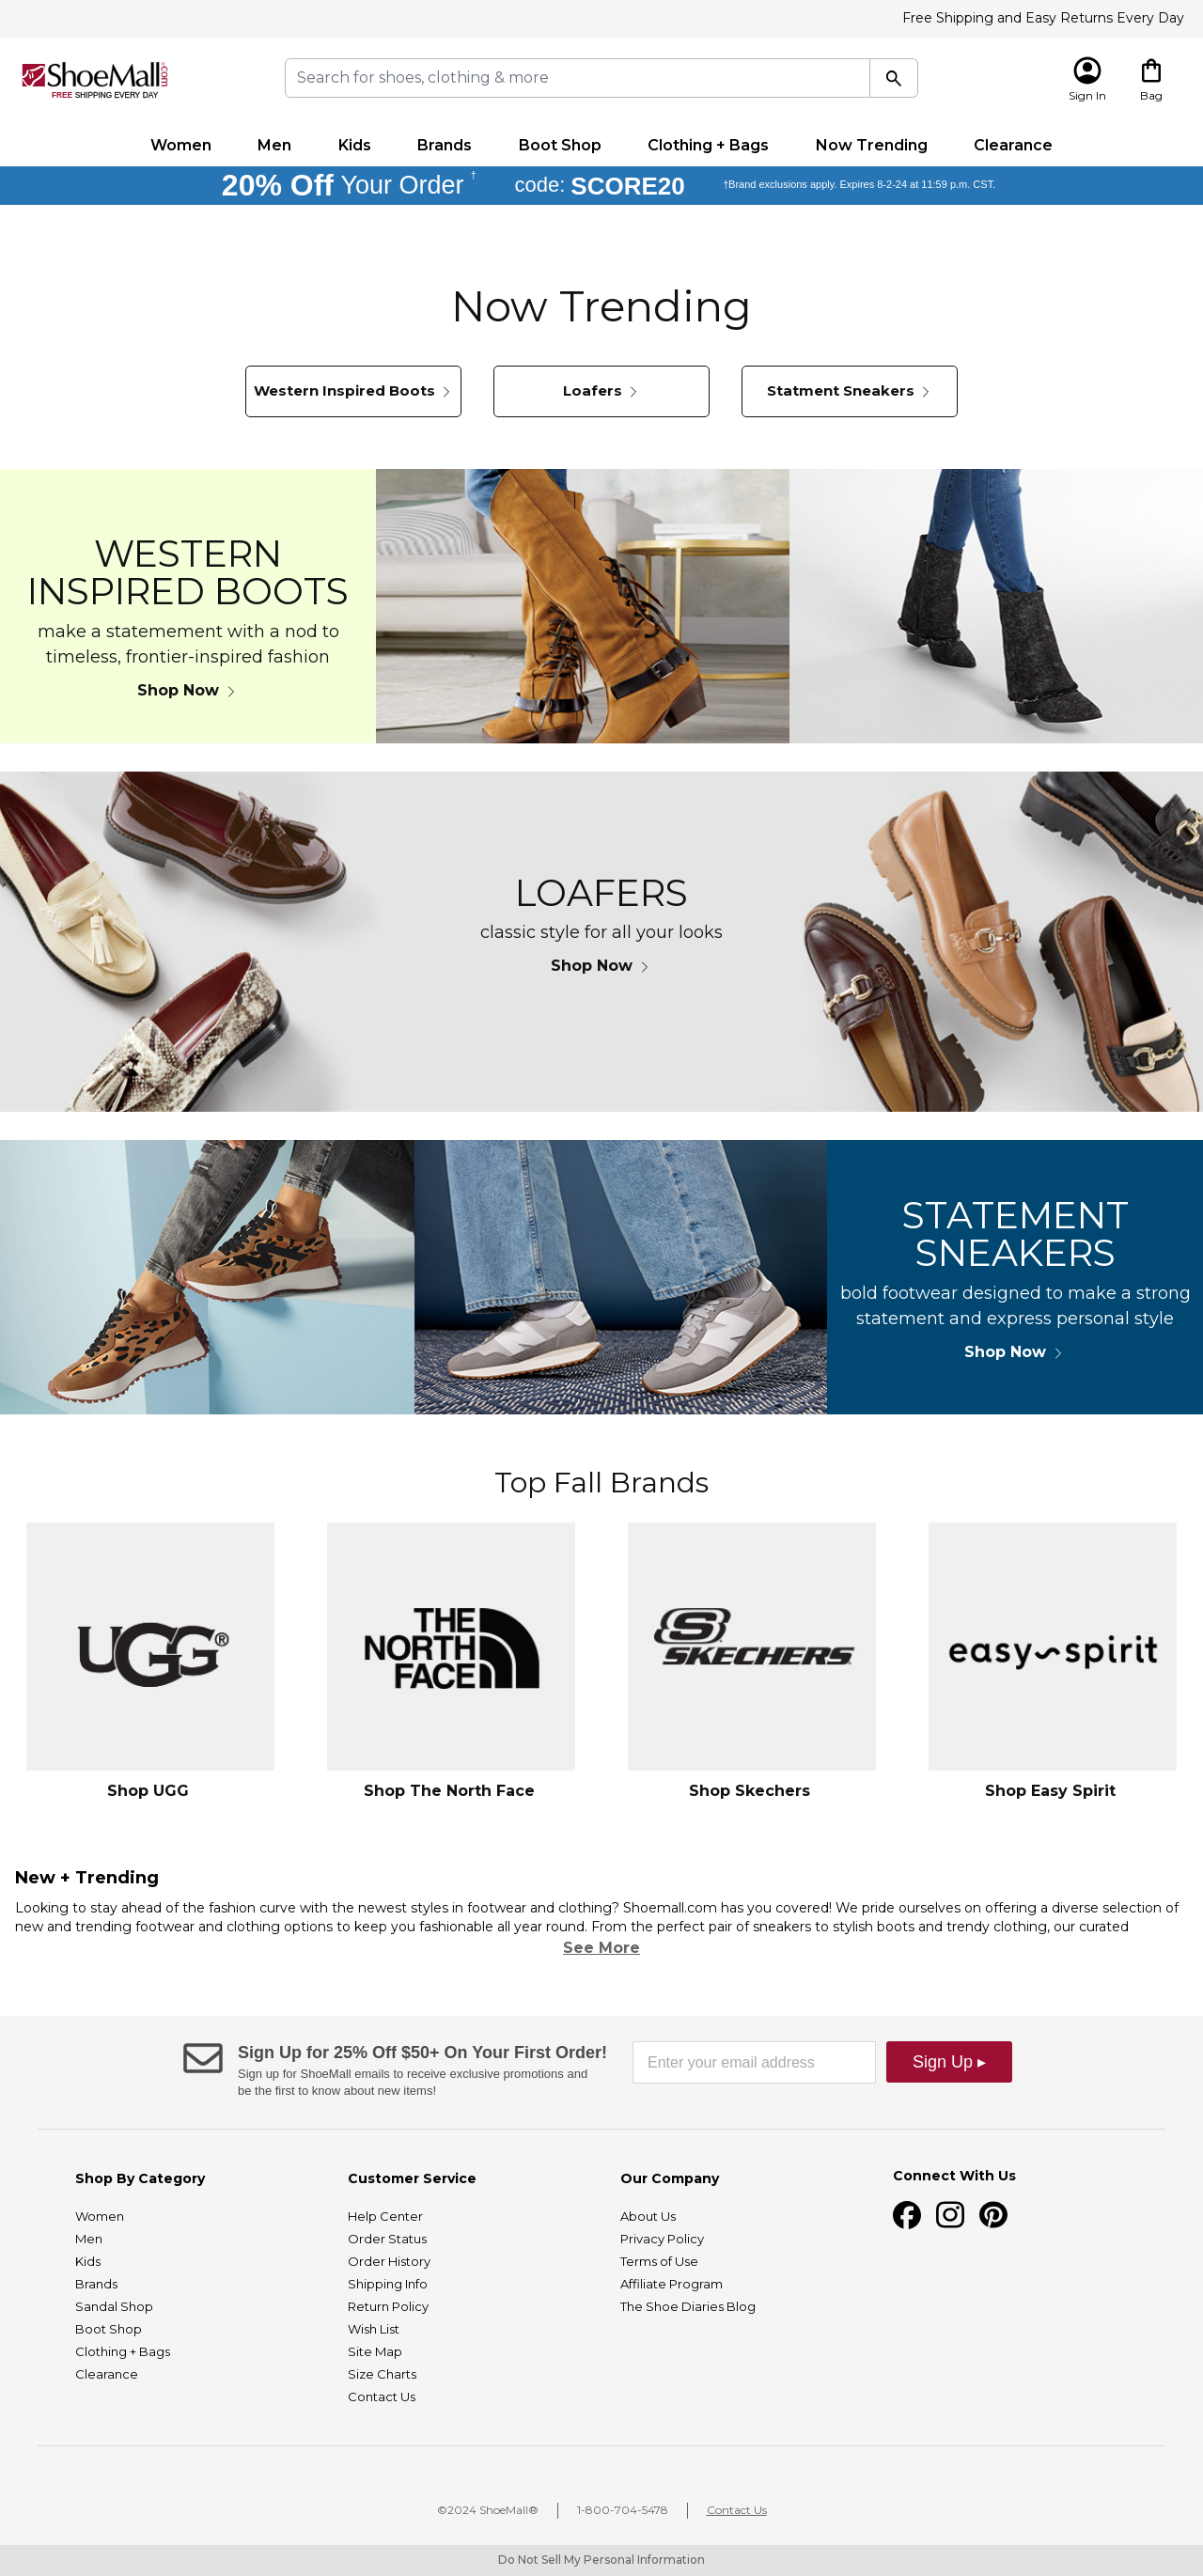 Free Shipping and Easy Returns Every Day
ShoeMall.com
FREE SHIPPING EVERY DAY
Search for shoes, clothing & more
Sign In
Bag
Women Men Kids Brands Boot Shop Clothing + Bags Now Trending Clearance
20% Off Your Order † code: SCORE20 †Brand exclusions apply. Expires 8-2-24 at 11:59 p.m. CST.
Now Trending
Western Inspired Boots
Loafers
Statment Sneakers
WESTERN
INSPIRED BOOTS
make a statemement with a nod to
timeless, frontier-inspired fashion
Shop Now
LOAFERS
classic style for all your looks
Shop Now
STATEMENT
SNEAKERS
bold footwear designed to make a strong
statement and express personal style
Shop Now
Top Fall Brands
UGG®
THE
NORTH
FACE
SKECHERS
easy spirit
Shop UGG
Shop The North Face
Shop Skechers
Shop Easy Spirit
New + Trending
Looking to stay ahead of the fashion curve with the newest styles in footwear and clothing? Shoemall.com has you covered! We pride ourselves on offering a diverse selection of
new and trending footwear and clothing options to keep you fashionable all year round. From the perfect pair of sneakers to stylish boots and trendy clothing, our curated
See More
Sign Up for 25% Off $50+ On Your First Order!
Sign up for ShoeMall emails to receive exclusive promotions and
be the first to know about new items!
Enter your email address
Sign Up ▸
Shop By Category
Women
Men
Kids
Brands
Sandal Shop
Boot Shop
Clothing + Bags
Clearance
Customer Service
Help Center
Order Status
Order History
Shipping Info
Return Policy
Wish List
Site Map
Size Charts
Contact Us
Our Company
About Us
Privacy Policy
Terms of Use
Affiliate Program
The Shoe Diaries Blog
Connect With Us
©2024 ShoeMall® 1-800-704-5478 Contact Us
Do Not Sell My Personal Information